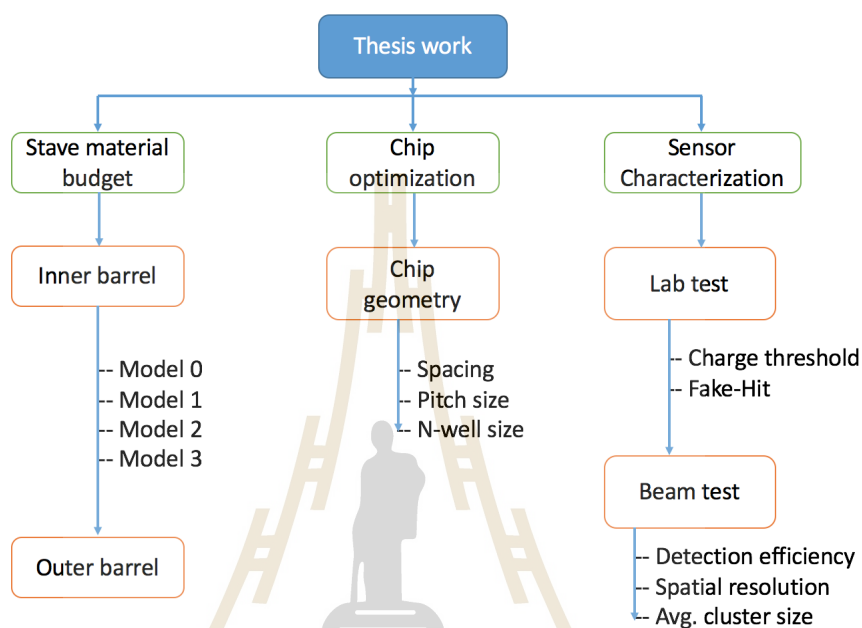 Thesis work
Stave material
budget
Inner barrel
-- Model 0
-- Model 1
-- Model 2
-- Model 3
Outer barrel
Chip
optimization
Chip
geometry
-- Spacing
-- Pitch size
-- N-well size
Sensor
Characterization
Lab test
-- Charge threshold
-- Fake-Hit
Beam test
-- Detection efficiency
-- Spatial resolution
-- Avg. cluster size